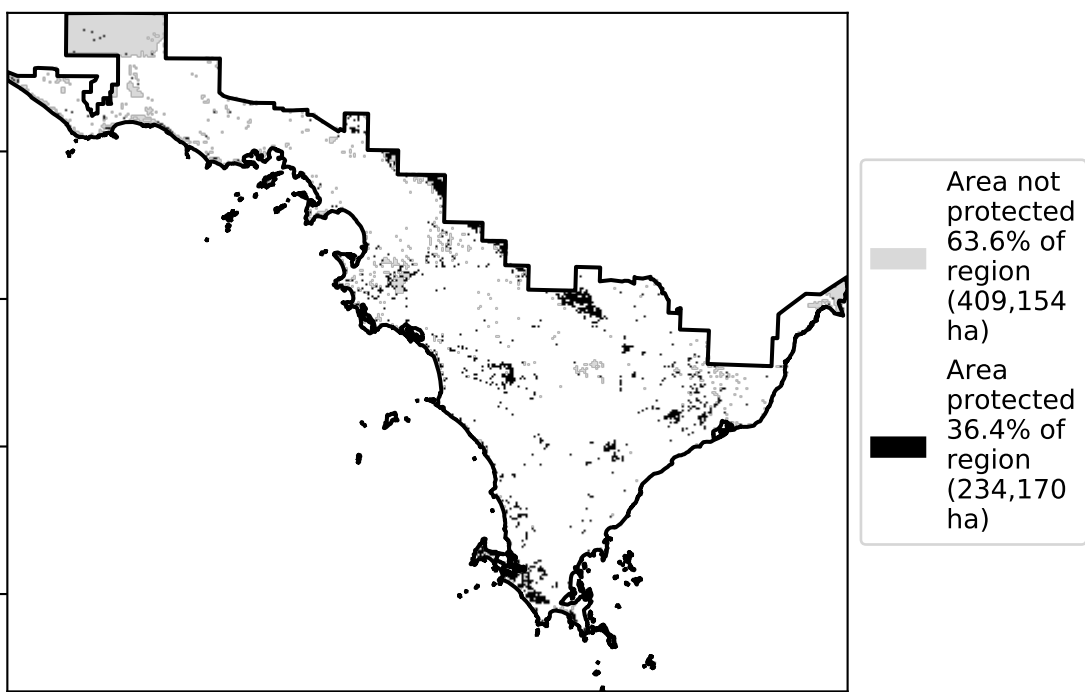 Area not
protected
63.6% of
region
(409,154
ha)
Area
protected
36.4% of
region
(234,170
ha)